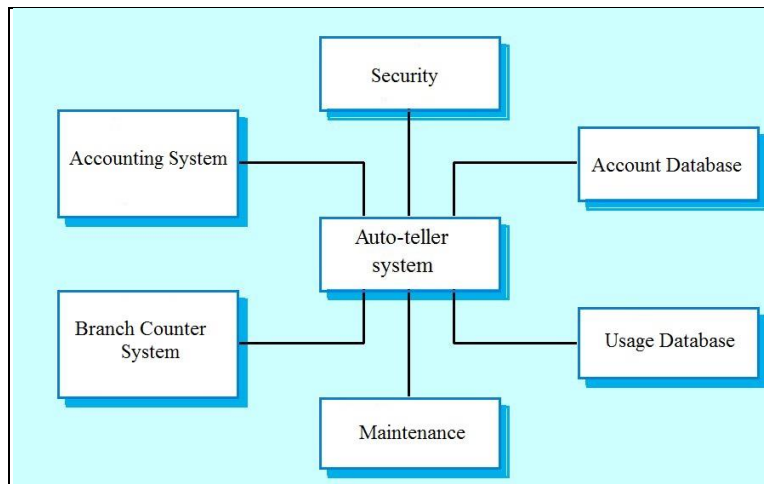 Security
Accounting System
Account Database
Auto-teller
system
Branch Counter
System
Usage Database
Maintenance